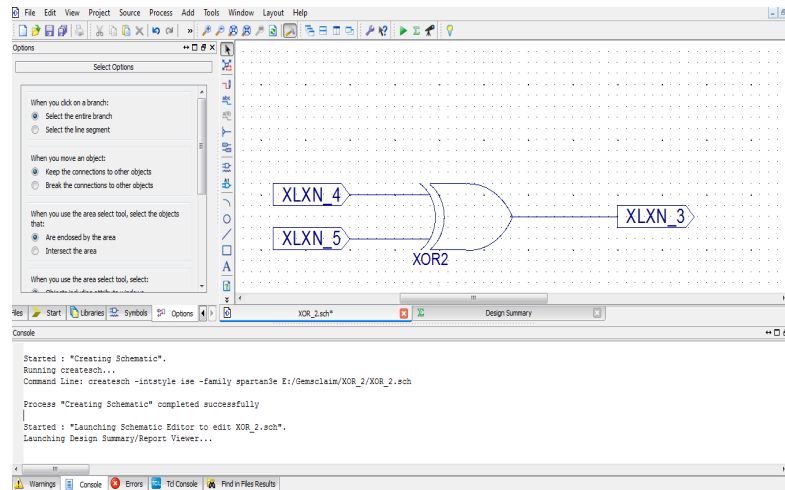 File Edit View Project Source Process Add Tools Window Layout Help
Options
Select Options
When you click on a branch:
Select the entire branch
Select the line segment
When you move an object:
Keep the connections to other objects
Break the connections to other objects
When you use the area select tool, select the objects
that:
Are enclosed by the area
Intersect the area
When you use the area select tool, select:
XLXN_4
XLXN_5
XLXN_3
XOR2
Start Libraries Symbols Options
XOR_2.sch*
Design Summary
Console
Started : "Creating Schematic".
Running createsch...
Command Line: createsch -intstyle ise -family spartan3e E:/Gemsclaim/XOR_2/XOR_2.sch
Process "Creating Schematic" completed successfully
Started : "Launching Schematic Editor to edit XOR_2.sch".
Launching Design Summary/Report Viewer...
Warnings Console Errors Tcl Console Find in Files Results